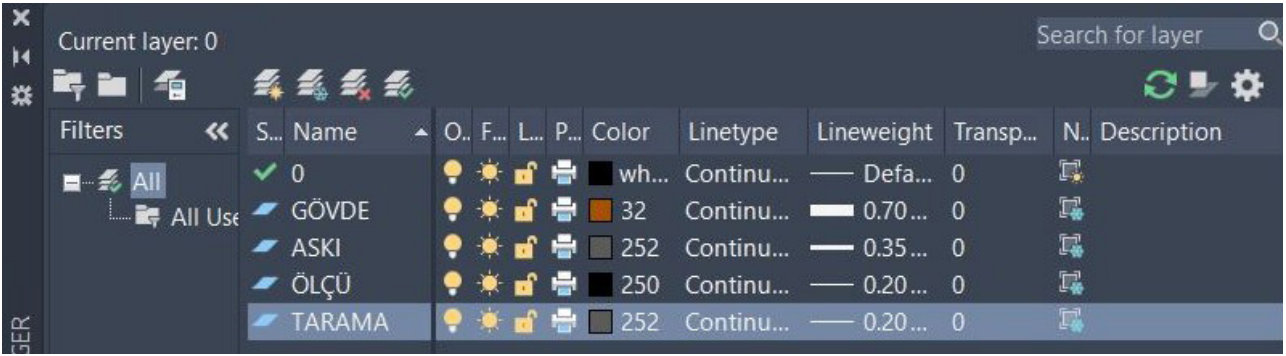 Current layer: 0
Search for layer
Filters
S... Name O.. F... L... P... Color Linetype Lineweight Transp... N.. Description
All
All Use
0 wh... Continu... Defa... 0
GÖVDE 32 Continu... 0.70 ... 0
ASKI 252 Continu... 0.35 ... 0
ÖLÇÜ 250 Continu... 0.20 ... 0
TARAMA 252 Continu... 0.20 ... 0
GER